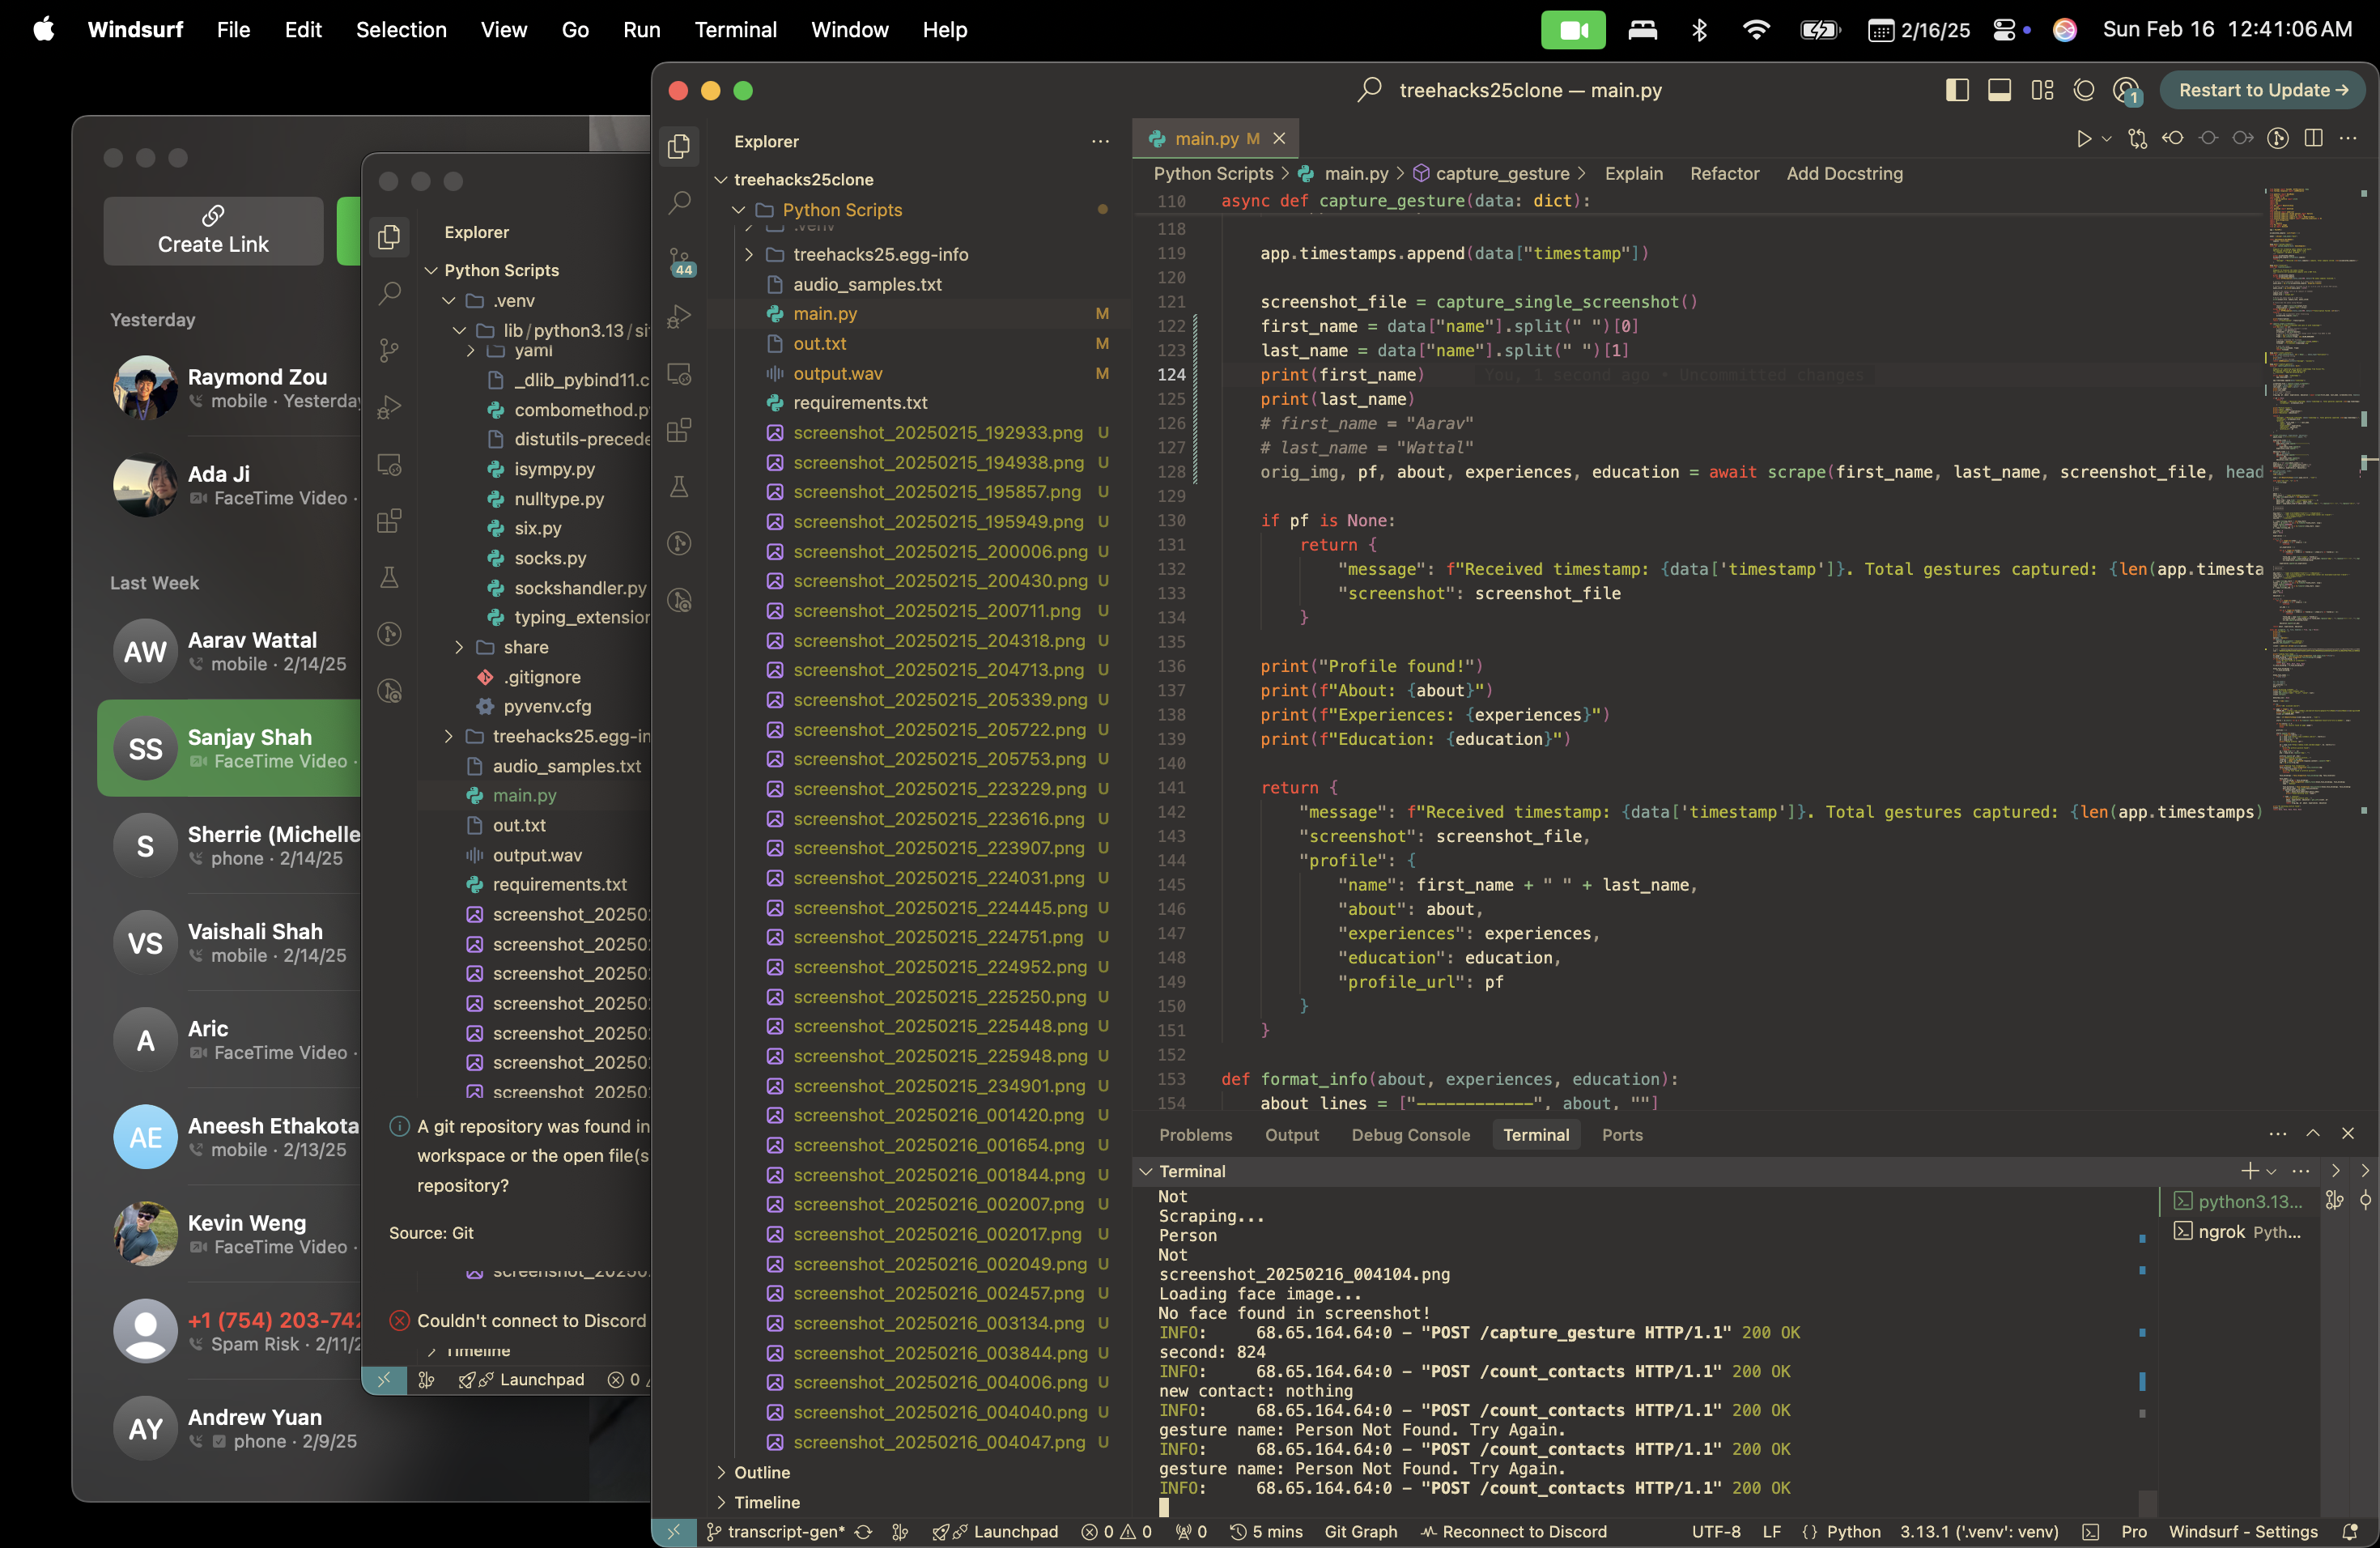 Windsurf File Edit Selection View Go Run Terminal Window Help
2/16/25 Sun Feb 16 12:41:06 AM
Create Link
Yesterday
Raymond Zou
mobile · Yesterday
Ada Ji
FaceTime Video ·
Last Week
AW
Aarav Wattal
mobile · 2/14/25
SS
Sanjay Shah
FaceTime Video ·
S
Sherrie (Michelle
phone · 2/14/25
VS
Vaishali Shah
mobile · 2/14/25
A
Aric
FaceTime Video ·
AE
Aneesh Ethakota
mobile · 2/13/25
Kevin Weng
FaceTime Video ·
+1 (754) 203-742
Spam Risk · 2/11/2
AY
Andrew Yuan
phone · 2/9/25
Explorer
Python Scripts
.venv
lib/python3.13/si
yaml
_dlib_pybind11.c
combomethod.p
distutils-precede
isympy.py
nulltype.py
six.py
socks.py
sockshandler.py
typing_extension
share
.gitignore
pyvenv.cfg
treehacks25.egg-in
audio_samples.txt
main.py
out.txt
output.wav
requirements.txt
screenshot_20250
screenshot_20250
screenshot_20250
screenshot_20250
screenshot_20250
screenshot_20250
screenshot_20250
A git repository was found in
workspace or the open file(s
repository?
Source: Git
screenshot_20250
Couldn't connect to Discord
Timeline
Launchpad 0
treehacks25clone — main.py
1
Restart to Update →
Explorer
treehacks25clone
Python Scripts
.venv
treehacks25.egg-info
audio_samples.txt
main.py M
out.txt M
output.wav M
requirements.txt
screenshot_20250215_192933.png U
screenshot_20250215_194938.png U
screenshot_20250215_195857.png U
screenshot_20250215_195949.png U
screenshot_20250215_200006.png U
screenshot_20250215_200430.png U
screenshot_20250215_200711.png U
screenshot_20250215_204318.png U
screenshot_20250215_204713.png U
screenshot_20250215_205339.png U
screenshot_20250215_205722.png U
screenshot_20250215_205753.png U
screenshot_20250215_223229.png U
screenshot_20250215_223616.png U
screenshot_20250215_223907.png U
screenshot_20250215_224031.png U
screenshot_20250215_224445.png U
screenshot_20250215_224751.png U
screenshot_20250215_224952.png U
screenshot_20250215_225250.png U
screenshot_20250215_225448.png U
screenshot_20250215_225948.png U
screenshot_20250215_234901.png U
screenshot_20250216_001420.png U
screenshot_20250216_001654.png U
screenshot_20250216_001844.png U
screenshot_20250216_002007.png U
screenshot_20250216_002017.png U
screenshot_20250216_002049.png U
screenshot_20250216_002457.png U
screenshot_20250216_003134.png U
screenshot_20250216_003844.png U
screenshot_20250216_004006.png U
screenshot_20250216_004040.png U
screenshot_20250216_004047.png U
Outline
Timeline
44
main.py M
Python Scripts > main.py > capture_gesture > Explain Refactor Add Docstring
110 async def capture_gesture(data: dict):
118
119 app.timestamps.append(data["timestamp"])
120
121 screenshot_file = capture_single_screenshot()
122 first_name = data["name"].split(" ")[0]
123 last_name = data["name"].split(" ")[1]
124 print(first_name) You, 1 second ago • Uncommitted changes
125 print(last_name)
126 # first_name = "Aarav"
127 # last_name = "Wattal"
128 orig_img, pf, about, experiences, education = await scrape(first_name, last_name, screenshot_file, head
129
130 if pf is None:
131 return {
132 "message": f"Received timestamp: {data['timestamp']}. Total gestures captured: {len(app.timesta
133 "screenshot": screenshot_file
134 }
135
136 print("Profile found!")
137 print(f"About: {about}")
138 print(f"Experiences: {experiences}")
139 print(f"Education: {education}")
140
141 return {
142 "message": f"Received timestamp: {data['timestamp']}. Total gestures captured: {len(app.timestamps)
143 "screenshot": screenshot_file,
144 "profile": {
145 "name": first_name + " " + last_name,
146 "about": about,
147 "experiences": experiences,
148 "education": education,
149 "profile_url": pf
150 }
151 }
152
153 def format_info(about, experiences, education):
154 about_lines = ["------------", about, ""]
Problems Output Debug Console Terminal Ports
Terminal
Not
Scraping...
Person
Not
screenshot_20250216_004104.png
Loading face image...
No face found in screenshot!
INFO: 68.65.164.64:0 - "POST /capture_gesture HTTP/1.1" 200 OK
second: 824
INFO: 68.65.164.64:0 - "POST /count_contacts HTTP/1.1" 200 OK
new contact: nothing
INFO: 68.65.164.64:0 - "POST /count_contacts HTTP/1.1" 200 OK
gesture name: Person Not Found. Try Again.
INFO: 68.65.164.64:0 - "POST /count_contacts HTTP/1.1" 200 OK
gesture name: Person Not Found. Try Again.
INFO: 68.65.164.64:0 - "POST /count_contacts HTTP/1.1" 200 OK
python3.13...
ngrok Pyth...
transcript-gen* Launchpad 0 0 0 5 mins Git Graph Reconnect to Discord UTF-8 LF {} Python 3.13.1 ('.venv': venv) Pro Windsurf - Settings